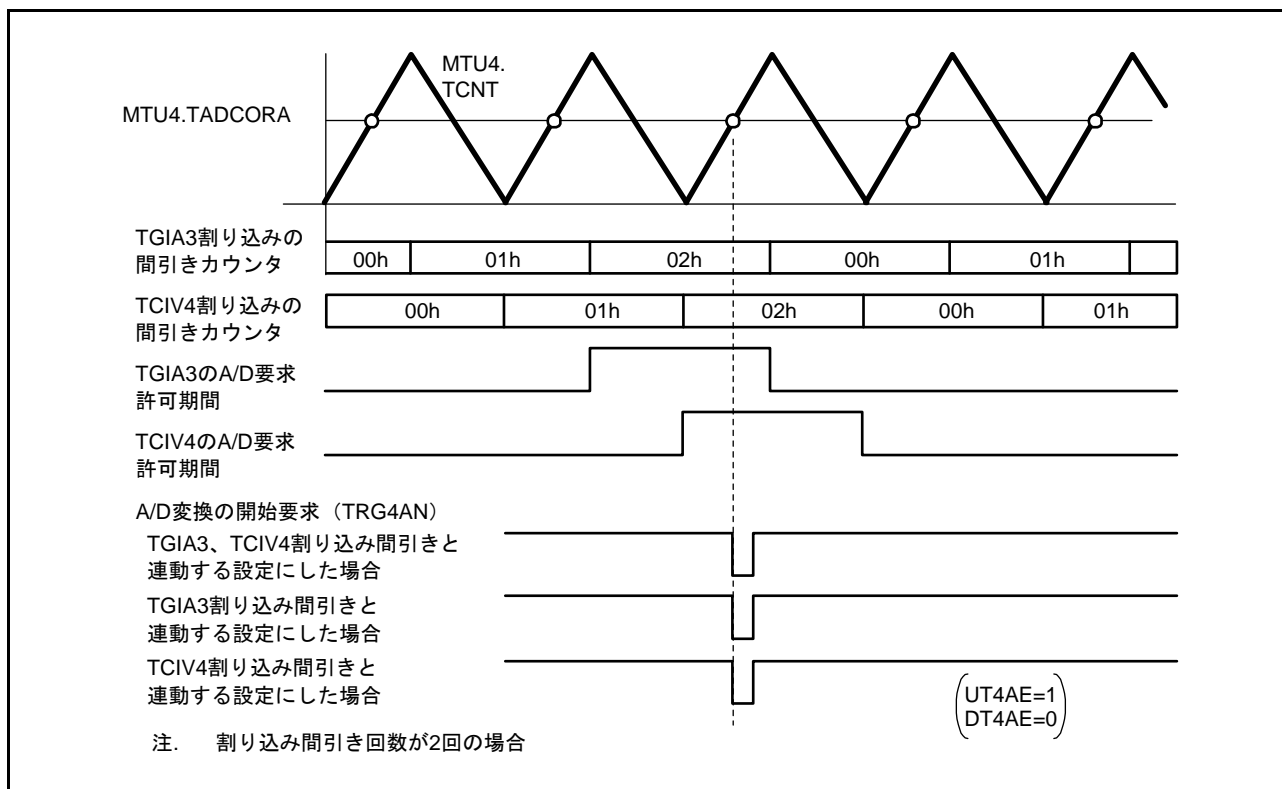 MTU4.
TCNT
MTU4.TADCORA
TGIA3割り込みの
間引きカウンタ
00h 01h 02h 00h 01h
TCIV4割り込みの
間引きカウンタ
00h 01h 02h 00h 01h
TGIA3のA/D要求
許可期間
TCIV4のA/D要求
許可期間
A/D変換の開始要求（TRG4AN）
TGIA3、TCIV4割り込み間引きと
連動する設定にした場合
TGIA3割り込み間引きと
連動する設定にした場合
TCIV4割り込み間引きと
連動する設定にした場合
UT4AE=1
DT4AE=0
注. 割り込み間引き回数が2回の場合